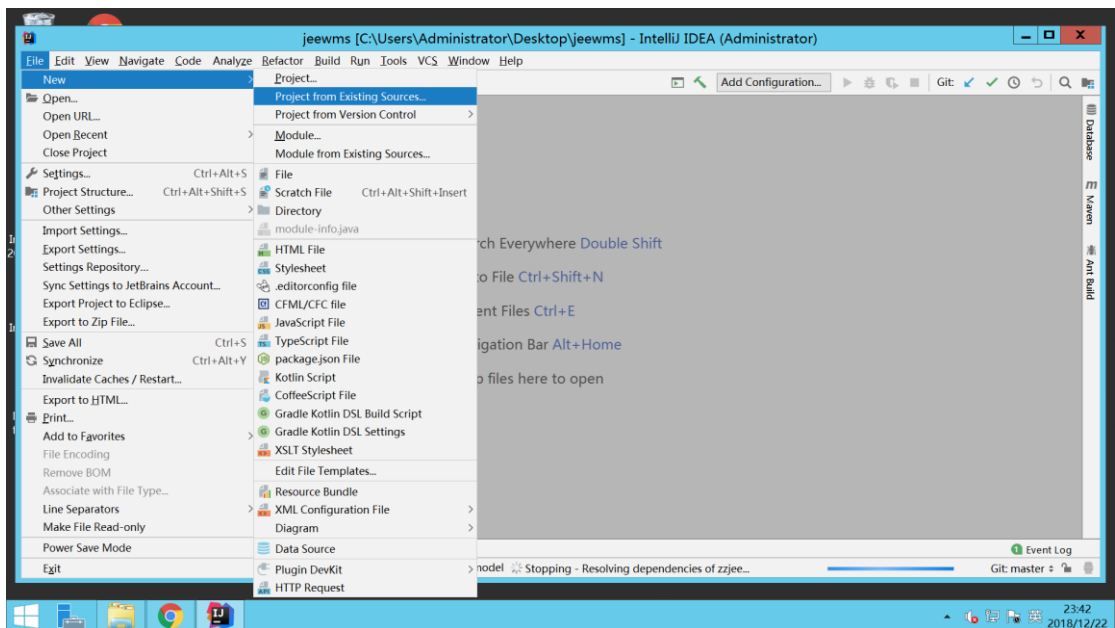 jeewms [C:\Users\Administrator\Desktop\jeewms] - IntelliJ IDEA (Administrator)
File Edit View Navigate Code Analyze Refactor Build Run Tools VCS Window Help
Add Configuration...
Git:
New
Open...
Open URL...
Open Recent
Close Project
Settings... Ctrl+Alt+S
Project Structure... Ctrl+Alt+Shift+S
Other Settings
Import Settings...
Export Settings...
Settings Repository...
Sync Settings to JetBrains Account...
Export Project to Eclipse...
Export to Zip File...
Save All Ctrl+S
Synchronize Ctrl+Alt+Y
Invalidate Caches / Restart...
Export to HTML...
Print...
Add to Favorites
File Encoding
Remove BOM
Associate with File Type...
Line Separators
Make File Read-only
Power Save Mode
Exit
Project...
Project from Existing Sources...
Project from Version Control
Module...
Module from Existing Sources...
File
Scratch File Ctrl+Alt+Shift+Insert
Directory
module-info.java
HTML File
Stylesheet
.editorconfig file
CFML/CFC file
JavaScript File
TypeScript File
package.json File
Kotlin Script
CoffeeScript File
Gradle Kotlin DSL Build Script
Gradle Kotlin DSL Settings
XSLT Stylesheet
Edit File Templates...
Resource Bundle
XML Configuration File
Diagram
Data Source
Plugin DevKit
HTTP Request
rch Everywhere Double Shift
to File Ctrl+Shift+N
ent Files Ctrl+E
igation Bar Alt+Home
files here to open
Database
Maven
Ant Build
1 Event Log
odel Stopping - Resolving dependencies of zzjee...
Git: master
英
23:42
2018/12/22